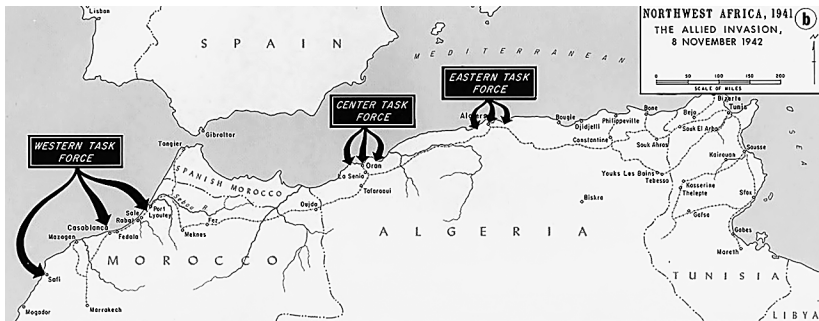 NORTHWEST AFRICA, 1941
THE ALLIED INVASION,
8 NOVEMBER 1942
b
N
0 50 100 150 200
SCALE OF MILES
Lisbon
SPAIN
MEDITERRANEAN
SEA
EASTERN TASK
FORCE
CENTER TASK
FORCE
WESTERN TASK
FORCE
Gibraltar
Tangier
SPANISH MOROCCO
Sebou R
Port
Lyautey
Sale
Rabat
Casablanca
Fedala
Mazagan
Safi
Mogador
Marrakech
Meknes
Fez
Oujda
MOROCCO
Oran
La Senia
Tafaraoui
Algiers
Bougie
Djidjelli
Philippeville
Bone
Constantine
Souk Ahras
Souk El Arba
Beja
Bizerte
Tunis
Youks Les Bains
Tebessa
Biskra
ALGERIA
Kairouan
Sousse
Kasserine
Thelepte
Sfax
Gafsa
Gabes
Mareth
TUNISIA
LIBYA